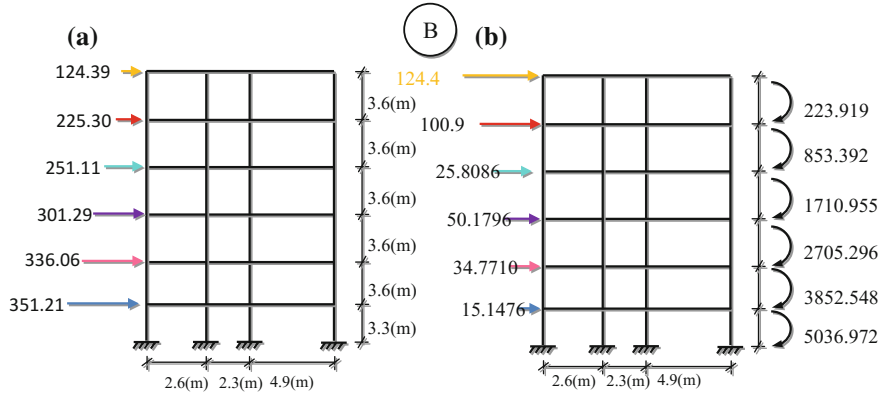 (a)
B
(b)
124.39
225.30
251.11
301.29
336.06
351.21
3.6(m)
3.6(m)
3.6(m)
3.6(m)
3.6(m)
3.3(m)
2.6(m)
2.3(m)
4.9(m)
124.4
100.9
25.8086
50.1796
34.7710
15.1476
223.919
853.392
1710.955
2705.296
3852.548
5036.972
2.6(m)
2.3(m)
4.9(m)